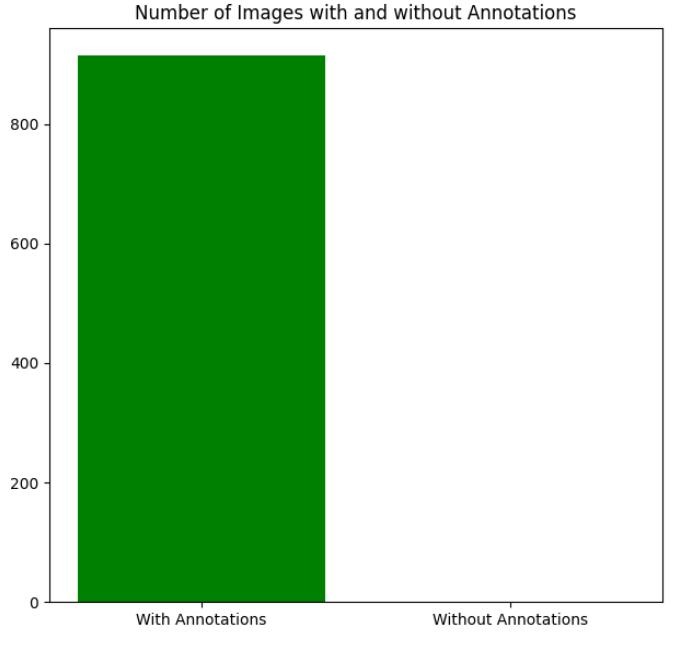 Number of Images with and without Annotations
800
600
400
200
0
With Annotations
Without Annotations